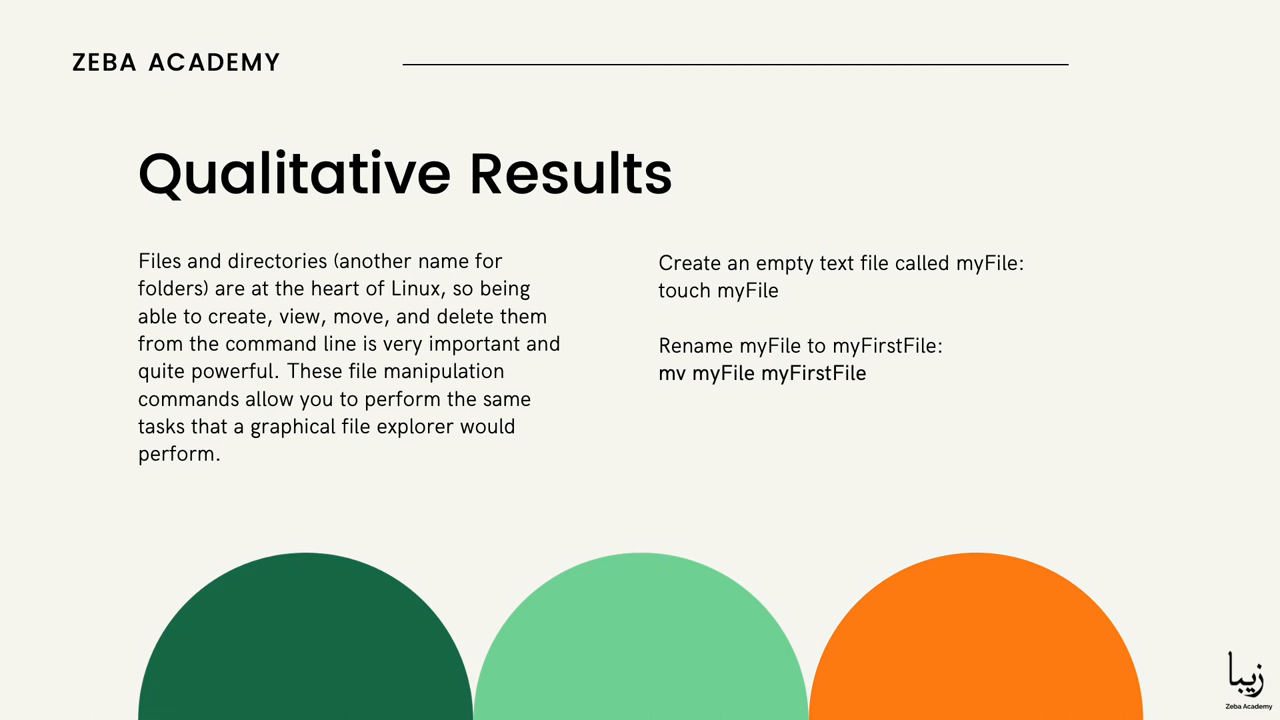 ZEBA ACADEMY
Qualitative Results
Files and directories (another name for
folders) are at the heart of Linux, so being
able to create, view, move, and delete them
from the command line is very important and
quite powerful. These file manipulation
commands allow you to perform the same
tasks that a graphical file explorer would
perform.
Create an empty text file called myFile:
touch myFile
Rename myFile to myFirstFile:
mv myFile myFirstFile
زيبا
Zeba Academy